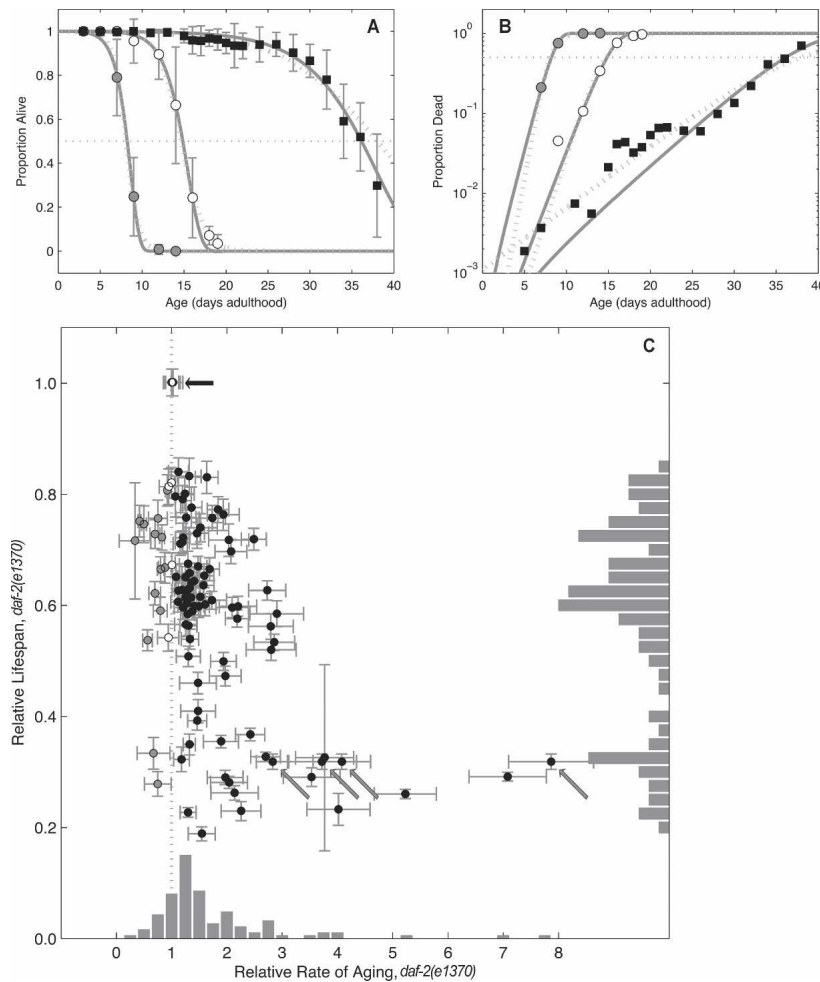 A
Proportion Alive
1
0.8
0.6
0.4
0.2
0
0 5 10 15 20 25 30 35 40
Age (days adulthood)
B
Proportion Dead
10^0
10^-1
10^-2
10^-3
0 5 10 15 20 25 30 35 40
Age (days adulthood)
C
Relative Lifespan, daf-2(e1370)
1.0
0.8
0.6
0.4
0.2
0.0
0 1 2 3 4 5 6 7 8
Relative Rate of Aging, daf-2(e1370)